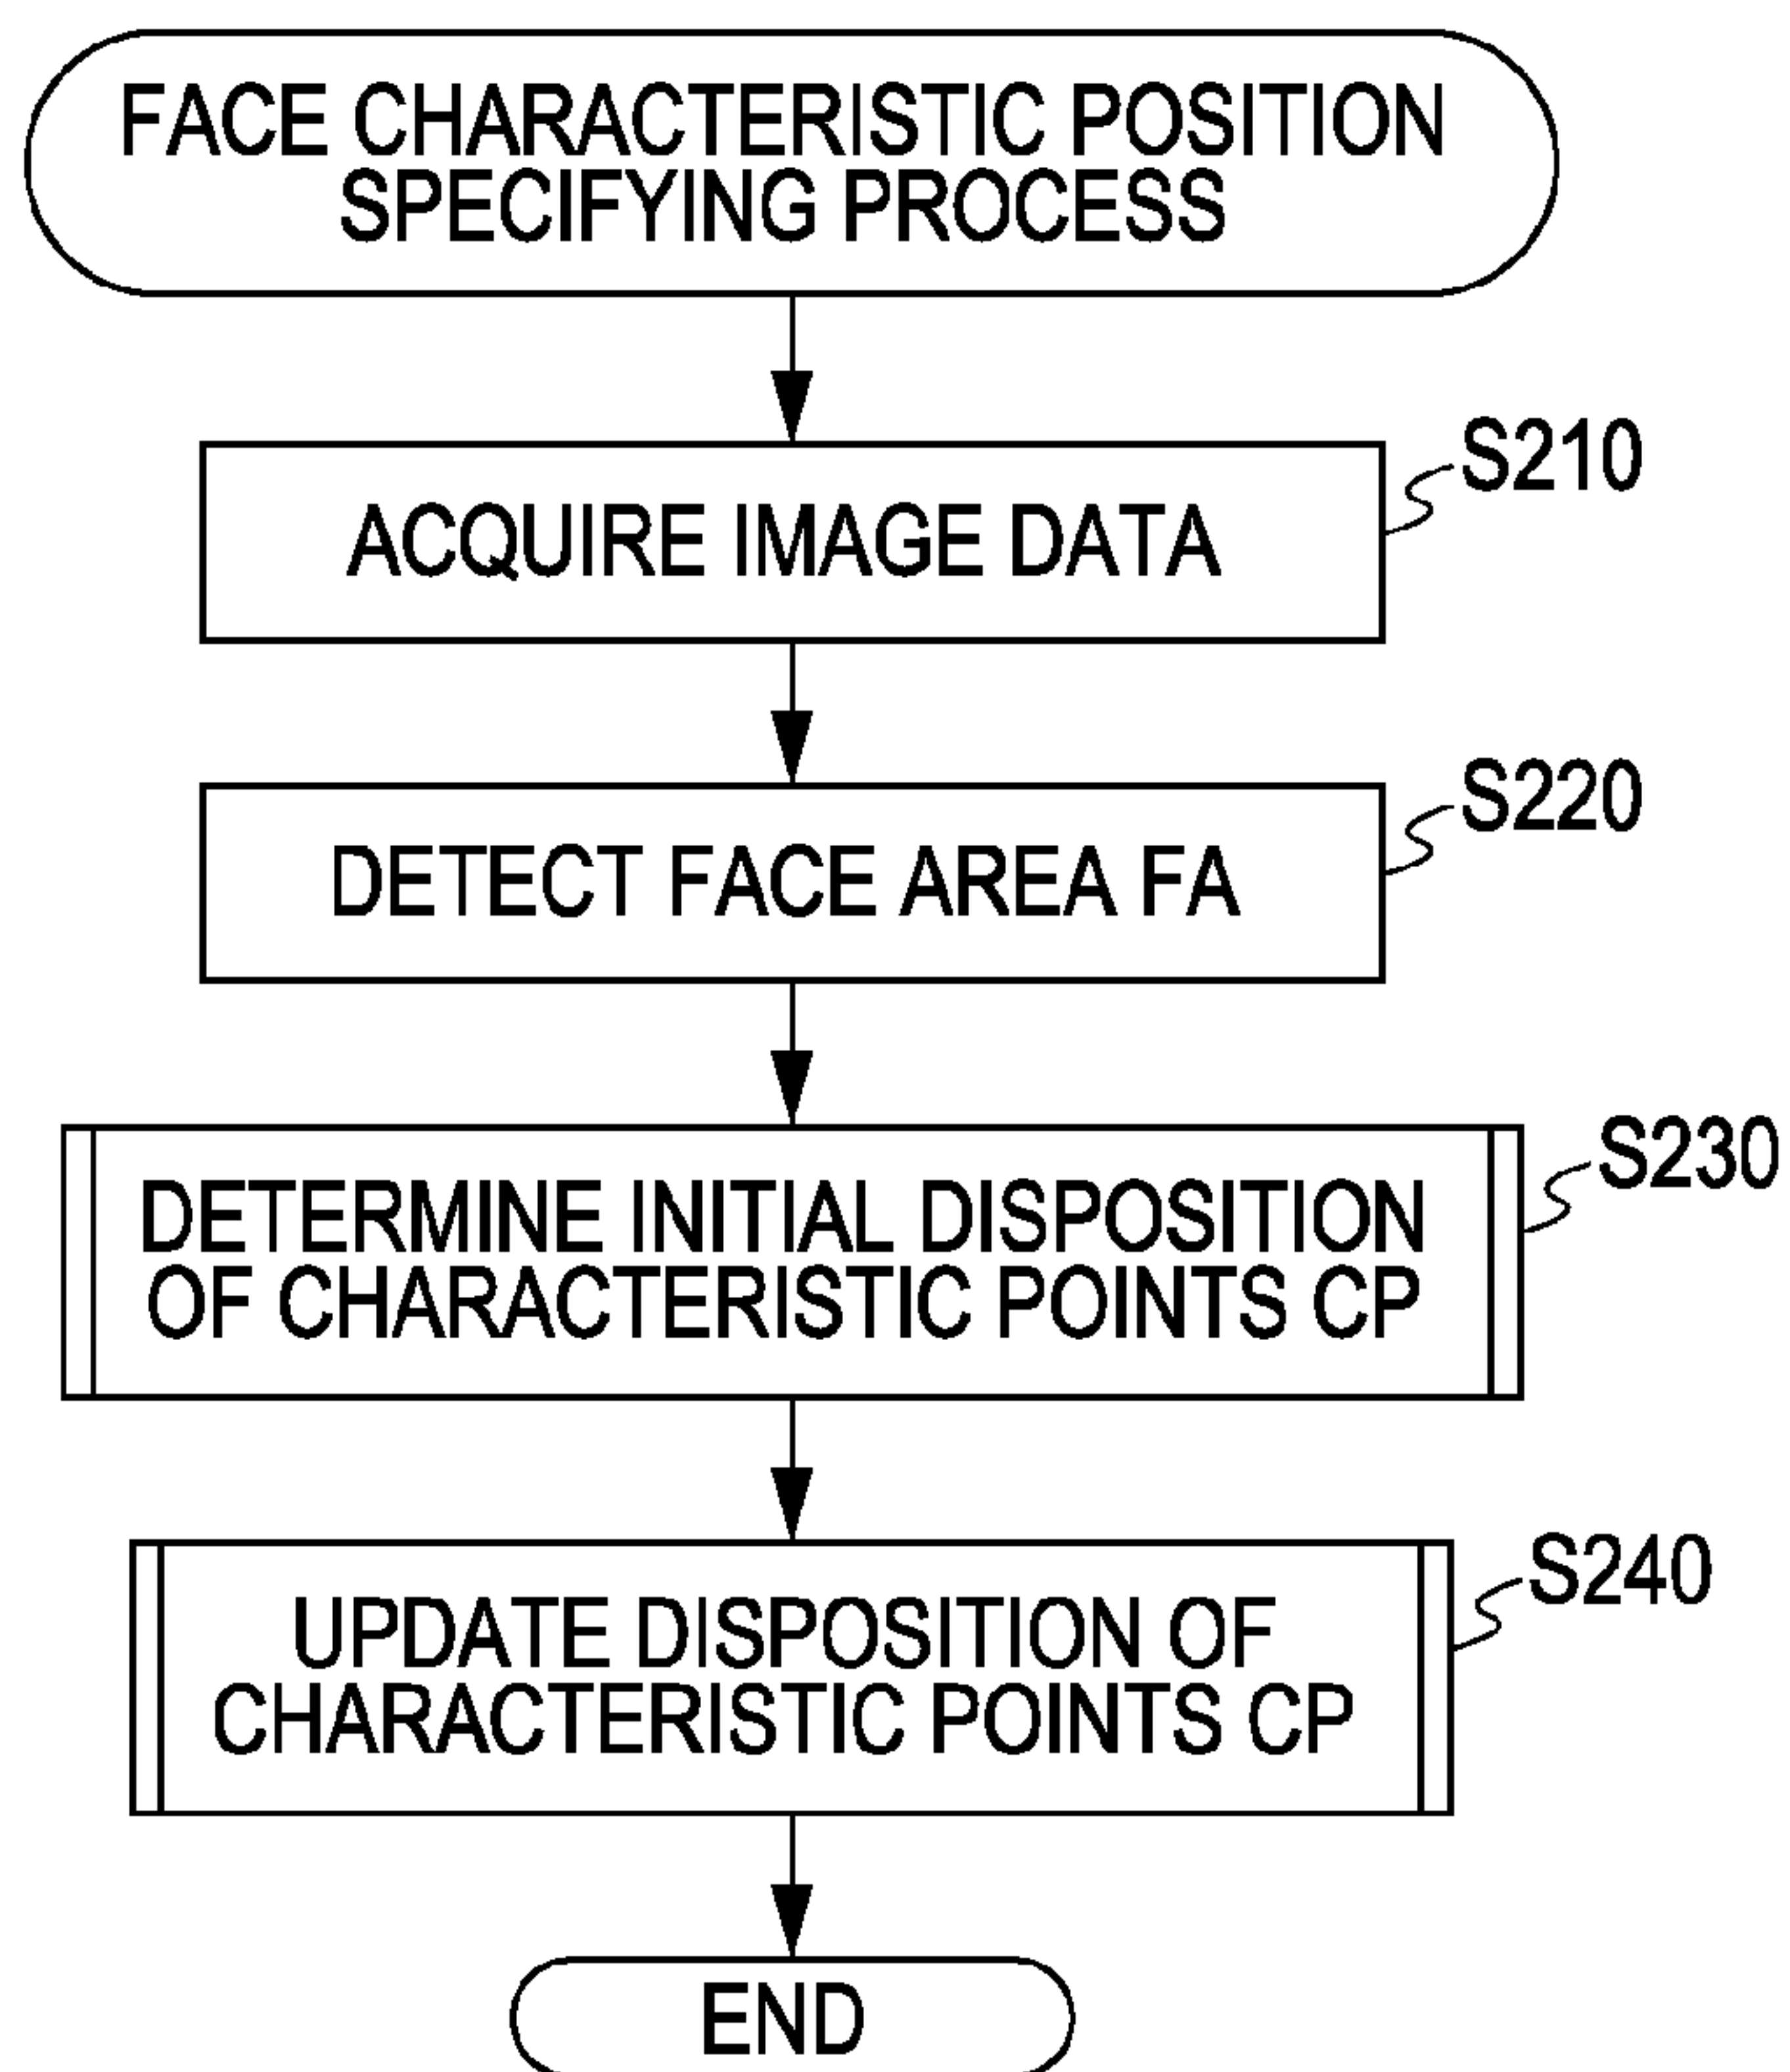 FACE CHARACTERISTIC POSITION
SPECIFYING PROCESS
S210
ACQUIRE IMAGE DATA
S220
DETECT FACE AREA FA
S230
DETERMINE INITIAL DISPOSITION
OF CHARACTERISTIC POINTS CP
S240
UPDATE DISPOSITION OF
CHARACTERISTIC POINTS CP
END